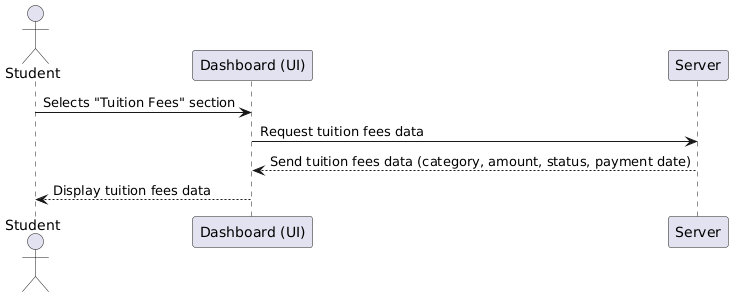 Student
Dashboard (UI)
Server
Selects "Tuition Fees" section
Request tuition fees data
Send tuition fees data (category, amount, status, payment date)
Display tuition fees data
Student
Dashboard (UI)
Server